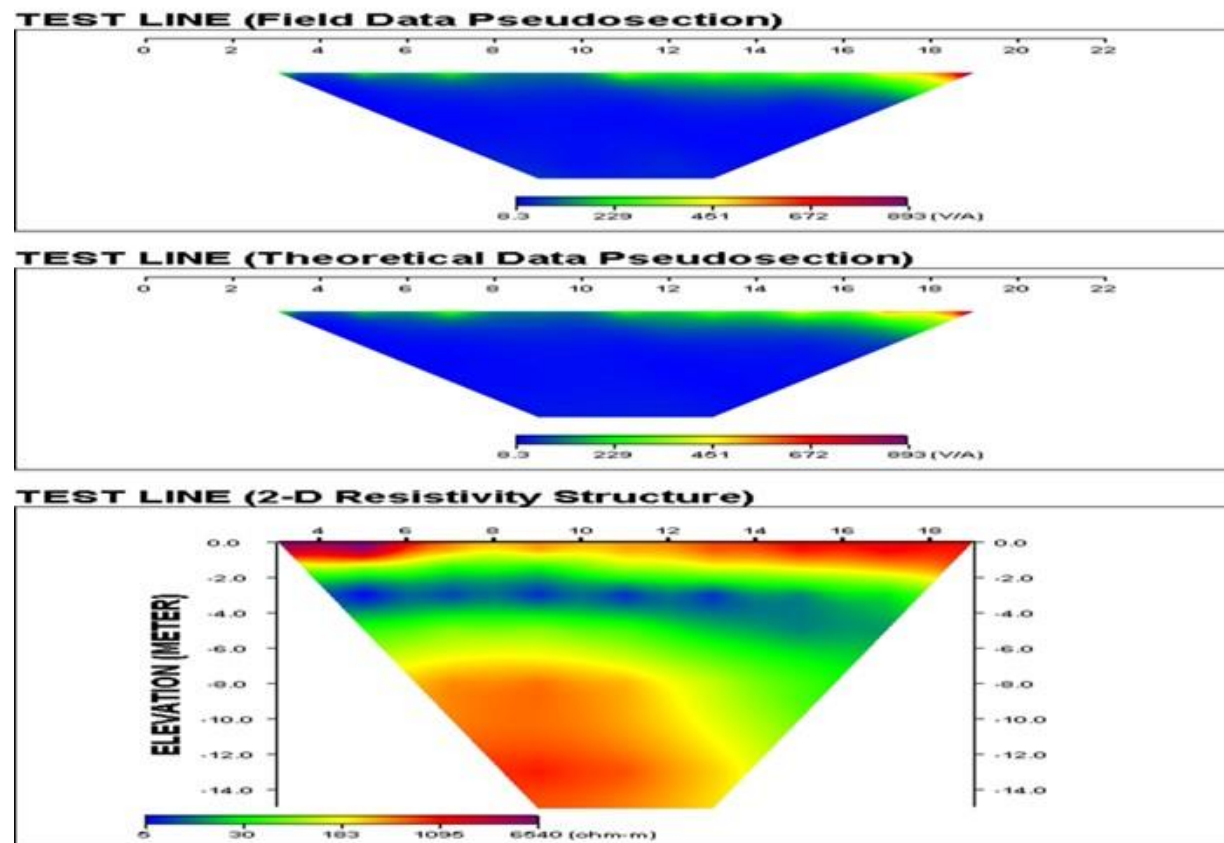 TEST LINE (Field Data Pseudosection)
0 2 4 6 8 10 12 14 16 18 20 22
8.3 229 451 672 893 (V/A)
TEST LINE (Theoretical Data Pseudosection)
0 2 4 6 8 10 12 14 16 18 20 22
8.3 229 451 672 893 (V/A)
TEST LINE (2-D Resistivity Structure)
4 6 8 10 12 14 16 18
0.0 0.0
-2.0 -2.0
-4.0 -4.0
-6.0 -6.0
-8.0 -8.0
-10.0 -10.0
-12.0 -12.0
-14.0 -14.0
ELEVATION (METER)
5 30 183 1095 6540 (ohm-m)